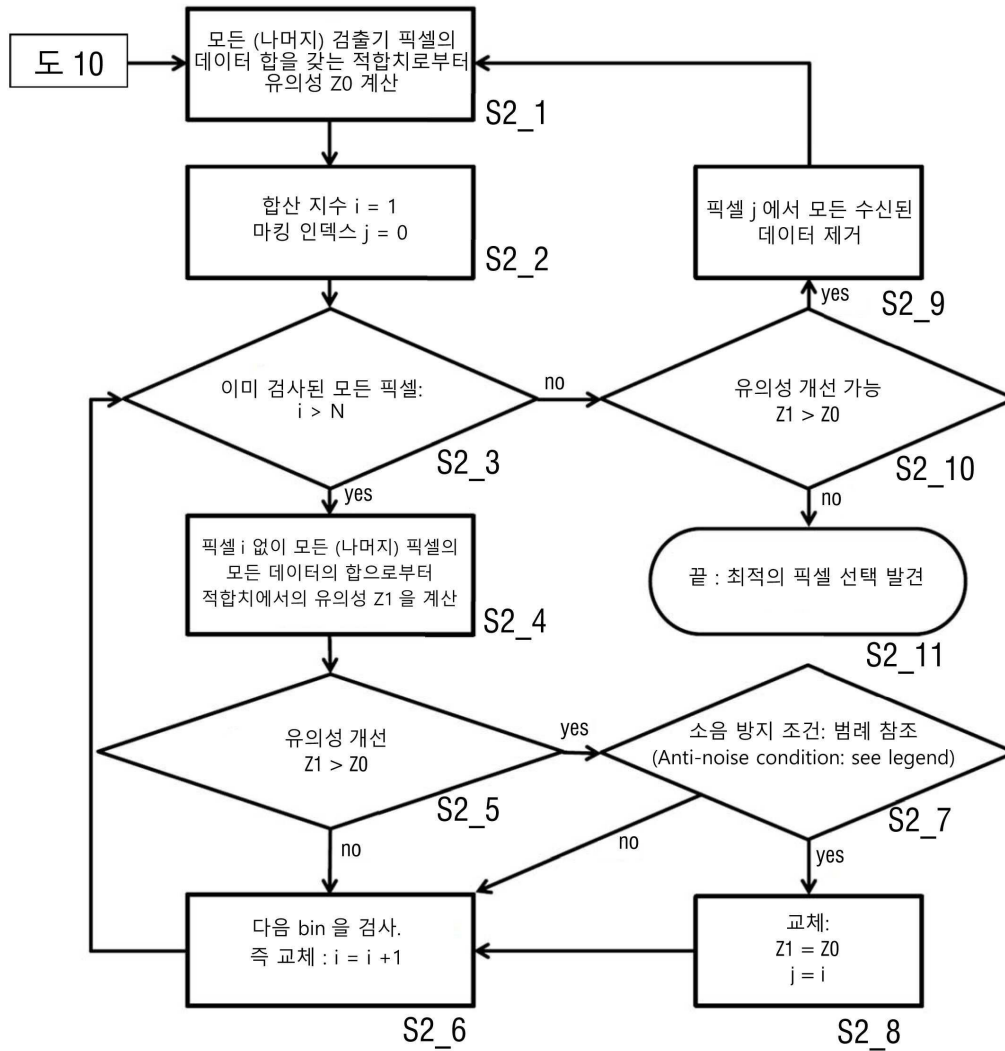 도 10
모든 (나머지) 검출기 픽셀의
데이터 합을 갖는 적합치로부터
유의성 Z0 계산
S2_1
합산 지수 i = 1
마킹 인덱스 j = 0
S2_2
픽셀 j 에서 모든 수신된
데이터 제거
S2_9
yes
이미 검사된 모든 픽셀:
i > N
S2_3
no
yes
유의성 개선 가능
Z1 > Z0
S2_10
no
픽셀 i 없이 모든 (나머지) 픽셀의
모든 데이터의 합으로부터
적합치에서의 유의성 Z1 을 계산
S2_4
끝 : 최적의 픽셀 선택 발견
S2_11
유의성 개선
Z1 > Z0
S2_5
yes
no
소음 방지 조건: 범례 참조
(Anti-noise condition: see legend)
S2_7
no
yes
다음 bin 을 검사.
즉 교체 : i = i +1
S2_6
교체:
Z1 = Z0
j = i
S2_8